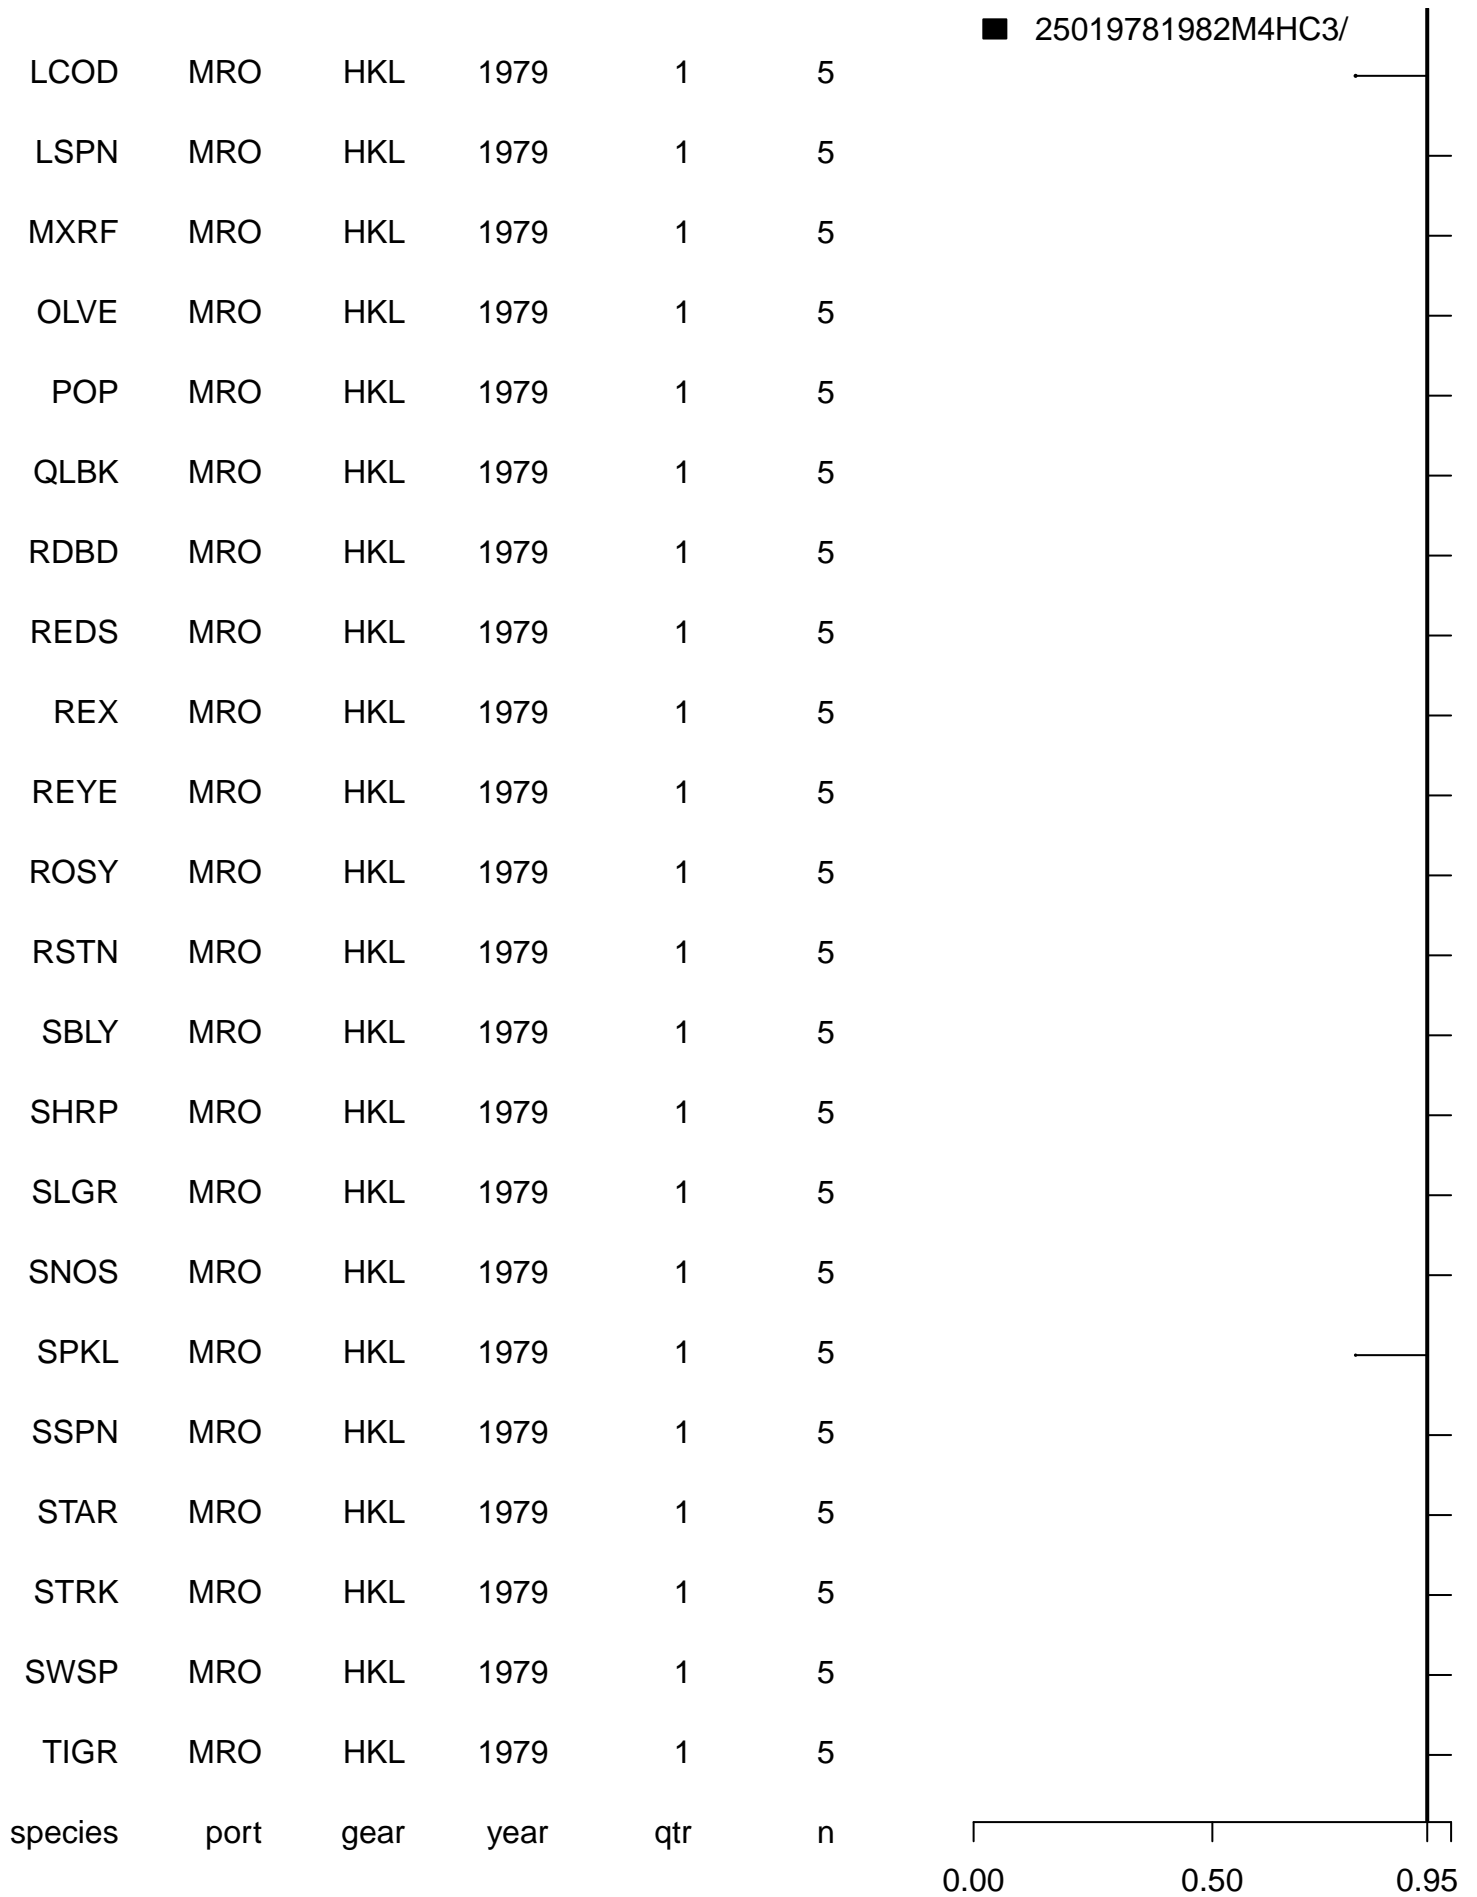 25019781982M4HC3/
LCOD MRO HKL 1979 1 5
LSPN MRO HKL 1979 1 5
MXRF MRO HKL 1979 1 5
OLVE MRO HKL 1979 1 5
POP MRO HKL 1979 1 5
QLBK MRO HKL 1979 1 5
RDBD MRO HKL 1979 1 5
REDS MRO HKL 1979 1 5
REX MRO HKL 1979 1 5
REYE MRO HKL 1979 1 5
ROSY MRO HKL 1979 1 5
RSTN MRO HKL 1979 1 5
SBLY MRO HKL 1979 1 5
SHRP MRO HKL 1979 1 5
SLGR MRO HKL 1979 1 5
SNOS MRO HKL 1979 1 5
SPKL MRO HKL 1979 1 5
SSPN MRO HKL 1979 1 5
STAR MRO HKL 1979 1 5
STRK MRO HKL 1979 1 5
SWSP MRO HKL 1979 1 5
TIGR MRO HKL 1979 1 5
species port gear year qtr n
0.00 0.50 0.95